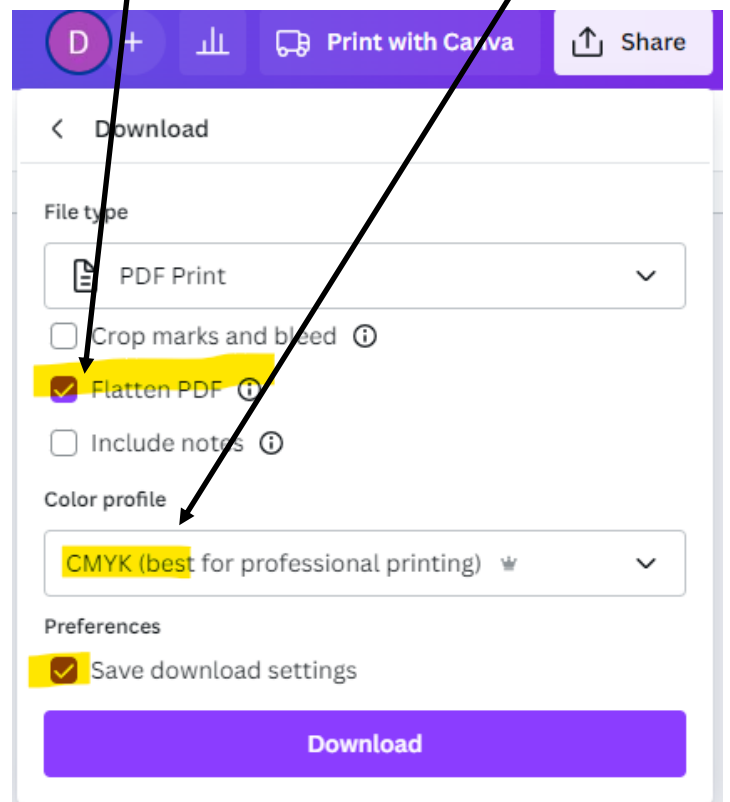 D + Print with Canva Share
Download
File type
PDF Print
Crop marks and bleed
Flatten PDF
Include notes
Color profile
CMYK (best for professional printing)
Preferences
Save download settings
Download